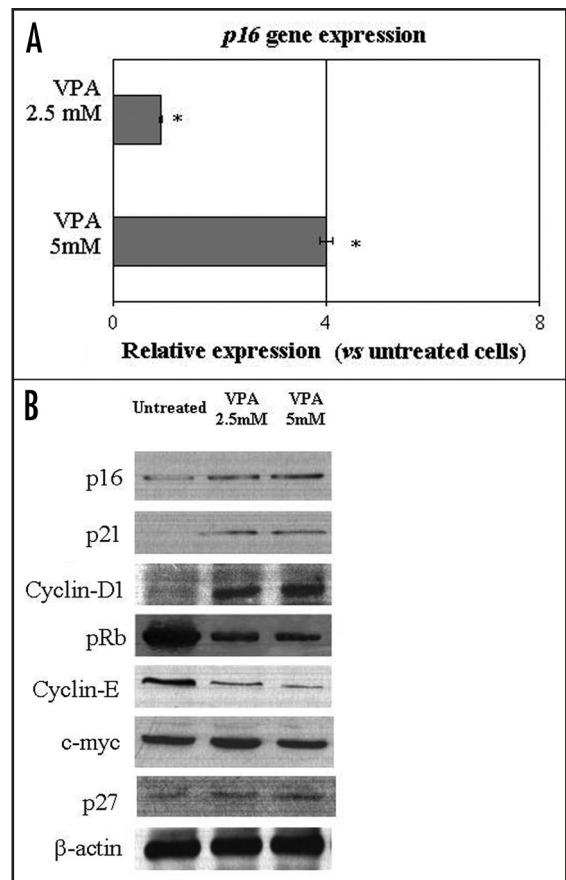 A
p16 gene expression
VPA
2.5 mM
*
VPA
5mM
*
0 4 8
Relative expression (vs untreated cells)
B
Untreated VPA 2.5mM VPA 5mM
p16
p21
Cyclin-D1
pRb
Cyclin-E
c-myc
p27
β-actin